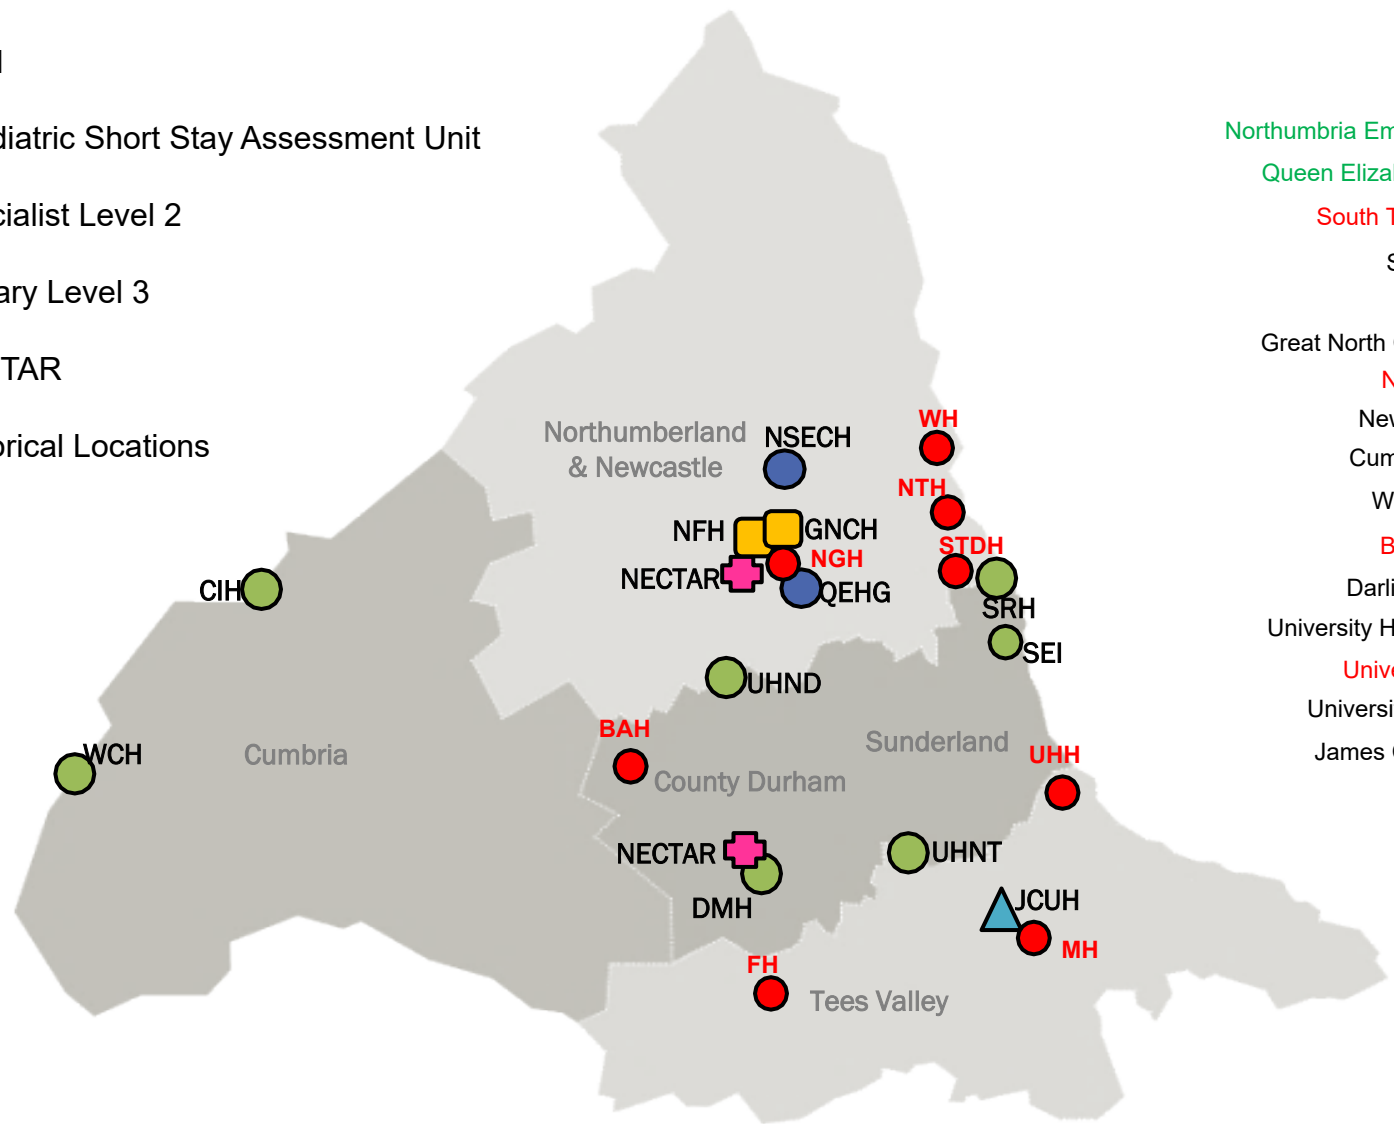 diatric Short Stay Assessment Unit
cialist Level 2
ary Level 3
TAR
orical Locations
Northumberland
& Newcastle
NSECH
WH
NTH
NFH
GNCH
NGH
STDH
NECTAR
QEHG
CIH
SRH
SEI
UHND
BAH
WCH
Cumbria
Sunderland
UHH
County Durham
NECTAR
UHNT
DMH
JCUH
MH
FH
Tees Valley
Northumbria Em
Queen Eliza
South T
S
Great North
N
New
Cum
W
B
Darli
University H
Unive
Universi
James